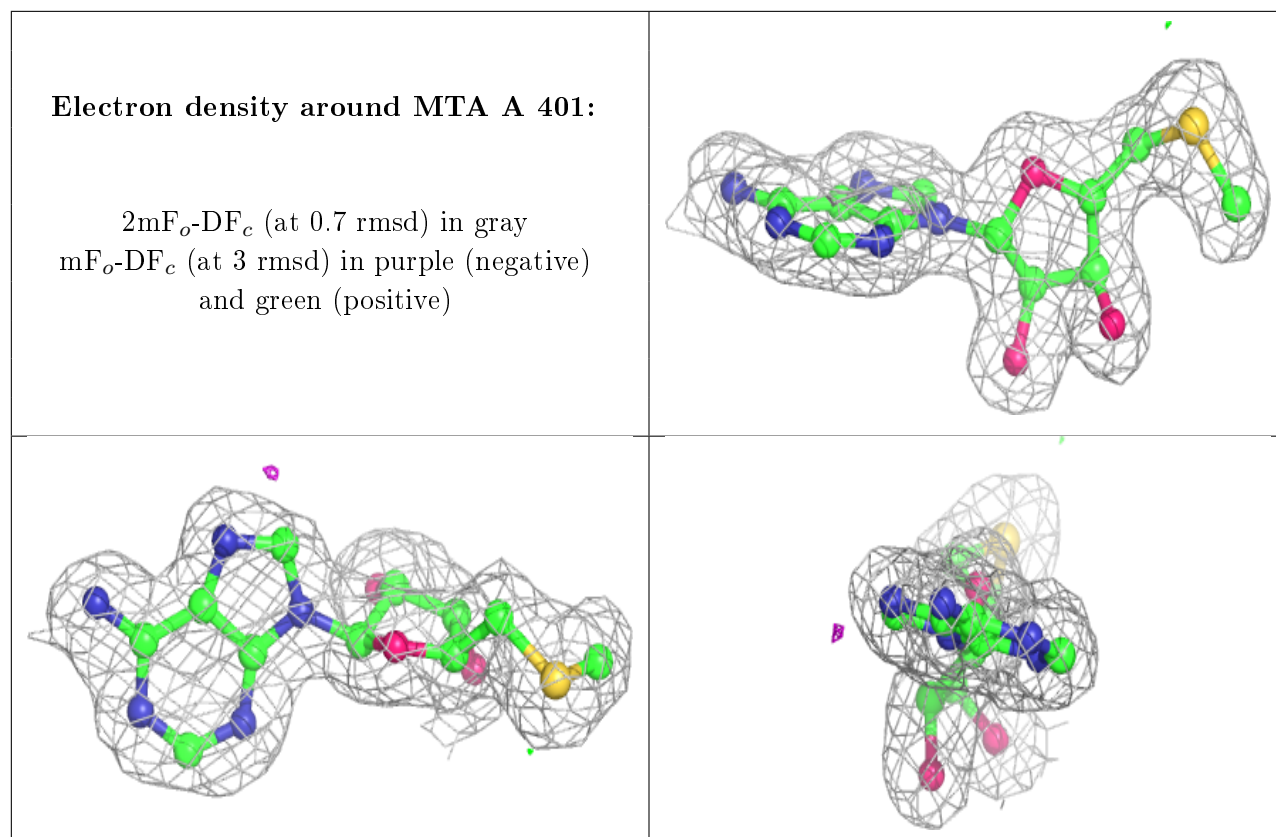 Electron density around MTA A 401:
2mFo-DFc (at 0.7 rmsd) in gray
mFo-DFc (at 3 rmsd) in purple (negative)
and green (positive)